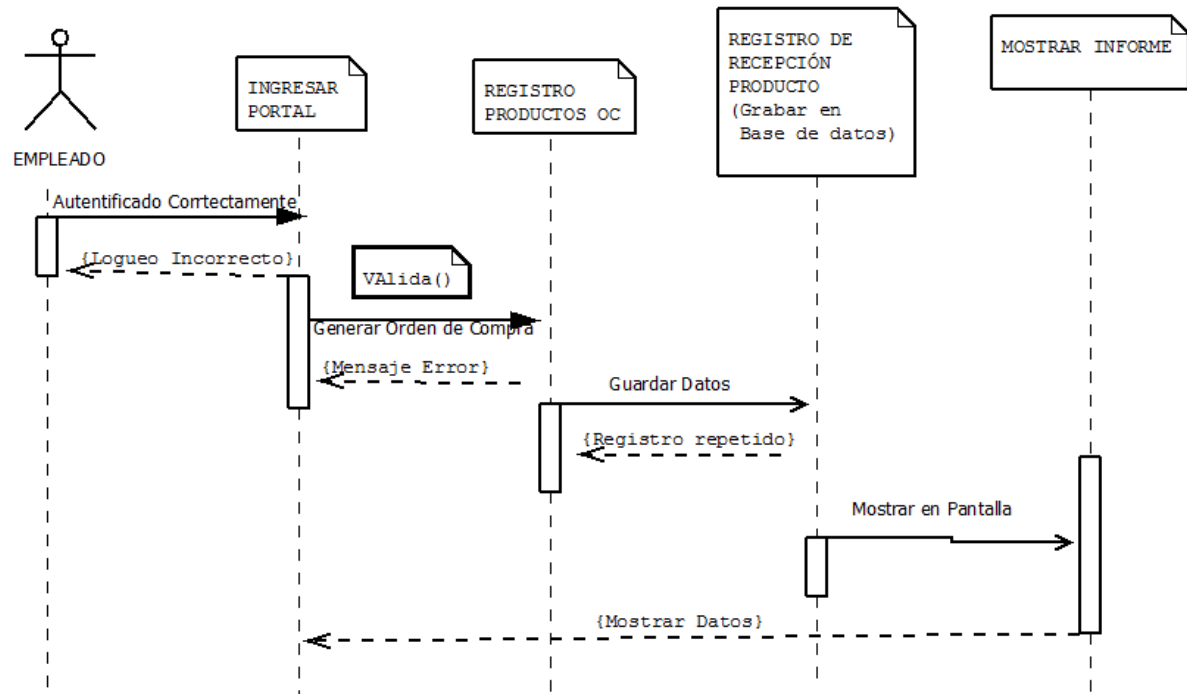 EMPLEADO
INGRESAR
PORTAL
REGISTRO
PRODUCTOS OC
REGISTRO DE
RECEPCIÓN
PRODUCTO
(Grabar en
Base de datos)
MOSTRAR INFORME
Autentificado Corrtectamente
{Logueo Incorrecto}
VAlida()
Generar Orden de Compra
{Mensaje Error}
Guardar Datos
{Registro repetido}
Mostrar en Pantalla
{Mostrar Datos}